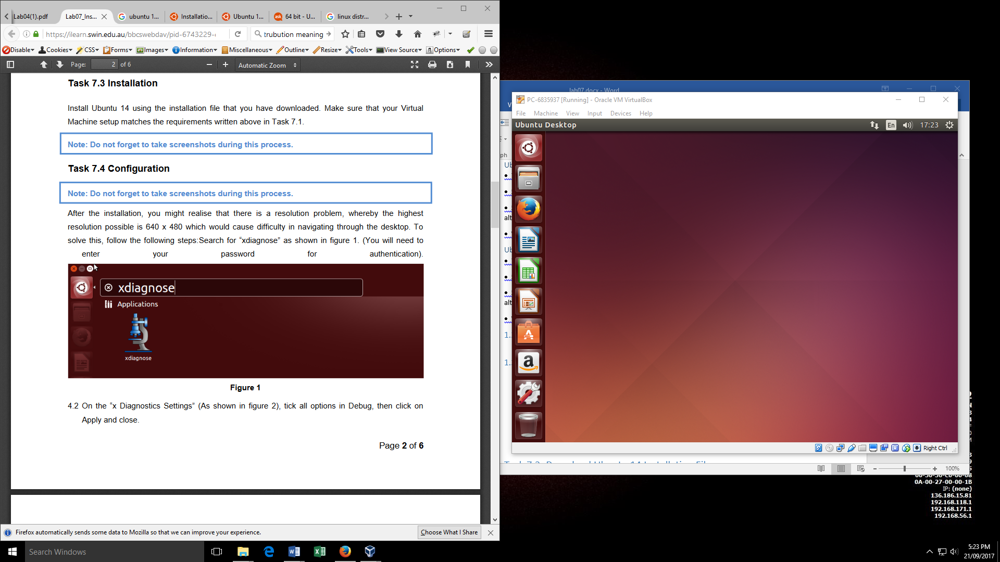 Lab04(1).pdf
Lab07_Ins...
ubuntu 1...
Installatio...
Ubuntu 1...
64 bit - U...
linux distr...
https://ilearn.swin.edu.au/bbcswebdav/pid-6743229-
trubution meaning
Disable
Cookies
CSS
Forms
Images
Information
Miscellaneous
Outline
Resize
Tools
View Source
Options
Page: 2 of 6
Automatic Zoom
Task 7.3 Installation
Install Ubuntu 14 using the installation file that you have downloaded. Make sure that your Virtual
Machine setup matches the requirements written above in Task 7.1.
Note: Do not forget to take screenshots during this process.
Task 7.4 Configuration
Note: Do not forget to take screenshots during this process.
After the installation, you might realise that there is a resolution problem, whereby the highest
resolution possible is 640 x 480 which would cause difficulty in navigating through the desktop. To
solve this, follow the following steps:Search for “xdiagnose” as shown in figure 1. (You will need to
enter your password for authentication).
xdiagnose
Applications
xdiagnose
Figure 1
4.2 On the “x Diagnostics Settings” (As shown in figure 2), tick all options in Debug, then click on
Apply and close.
Page 2 of 6
Firefox automatically sends some data to Mozilla so that we can improve your experience.
Choose What I Share
lab07.docx - Word
PC-6835937 [Running] - Oracle VM VirtualBox
File Machine View Input Devices Help
Ubuntu Desktop
En
17:23
Right Ctrl
100%
0A-00-27-00-00-1B
IP: (none)
136.186.15.81
192.168.118.1
192.168.171.1
192.168.56.1
Search Windows
5:23 PM
21/09/2017